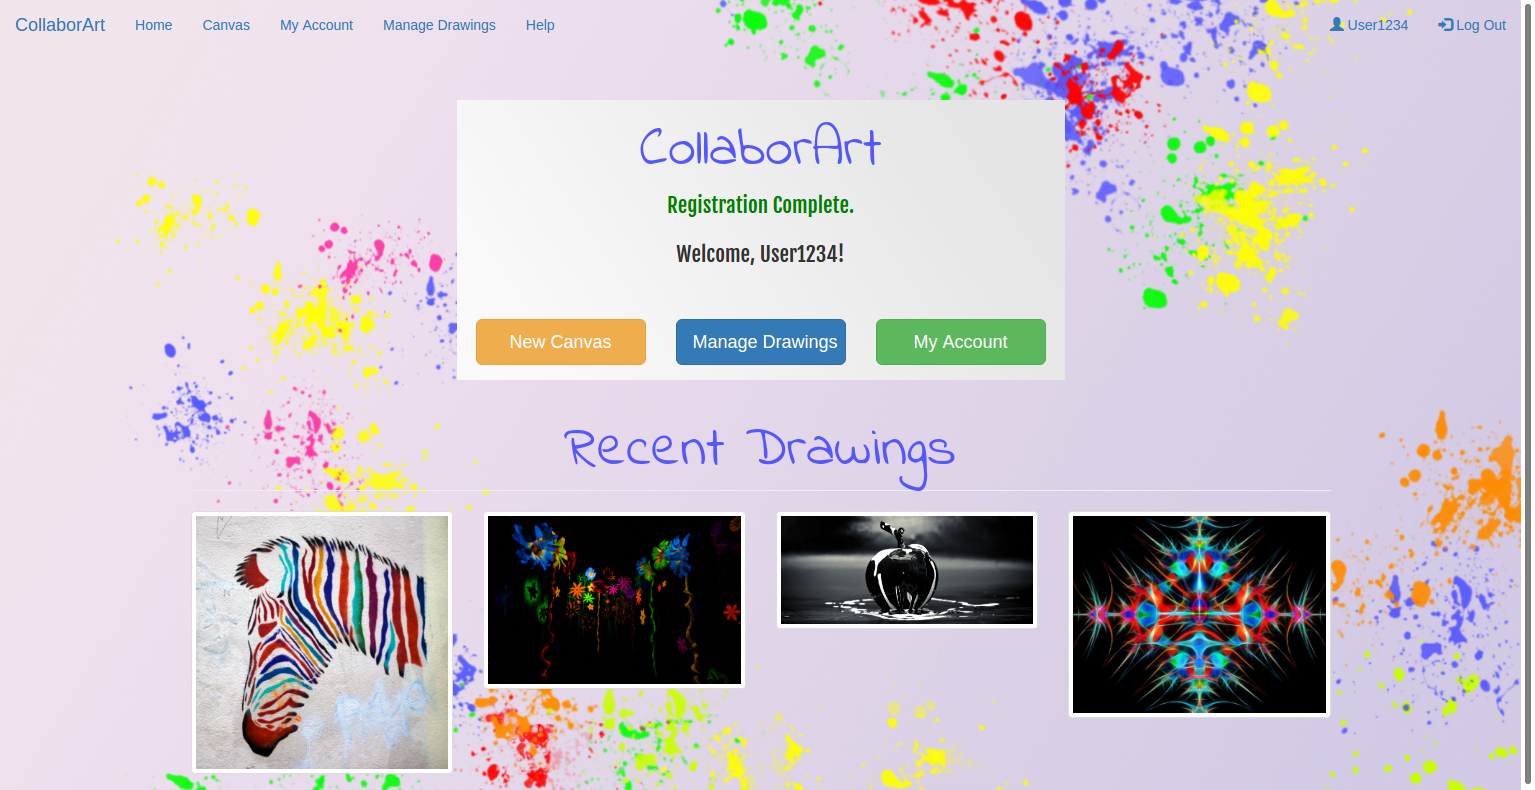 CollaborArt Home Canvas My Account Manage Drawings Help User1234 Log Out
CollaborArt
Registration Complete.
Welcome, User1234!
New Canvas Manage Drawings My Account
Recent Drawings